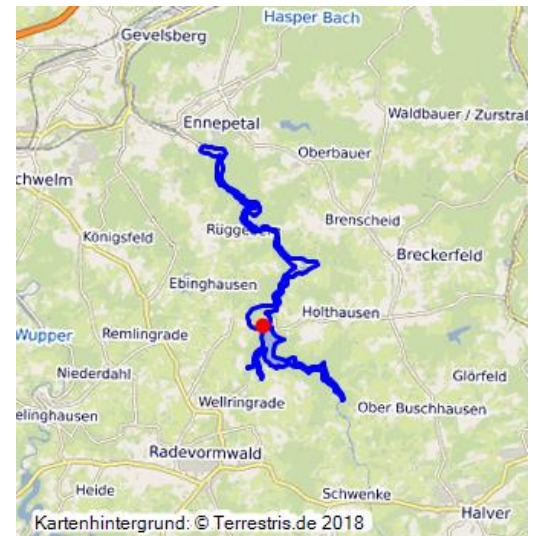 Hasper Bach
Gevelsberg
Ennepetal
Waldbauer / Zurstraß
Oberbauer
chwelm
Brenscheid
Königsfeld
Breckerfeld
Ebinghausen
Holthausen
Wupper
Remlingrade
Niederdahl
Glörfeld
Wellringrade
Ober Buschhausen
elinghausen
Radevormwald
Heide
Schwenke
Halver
Kartenhintergrund: © Terrestris.de 2018